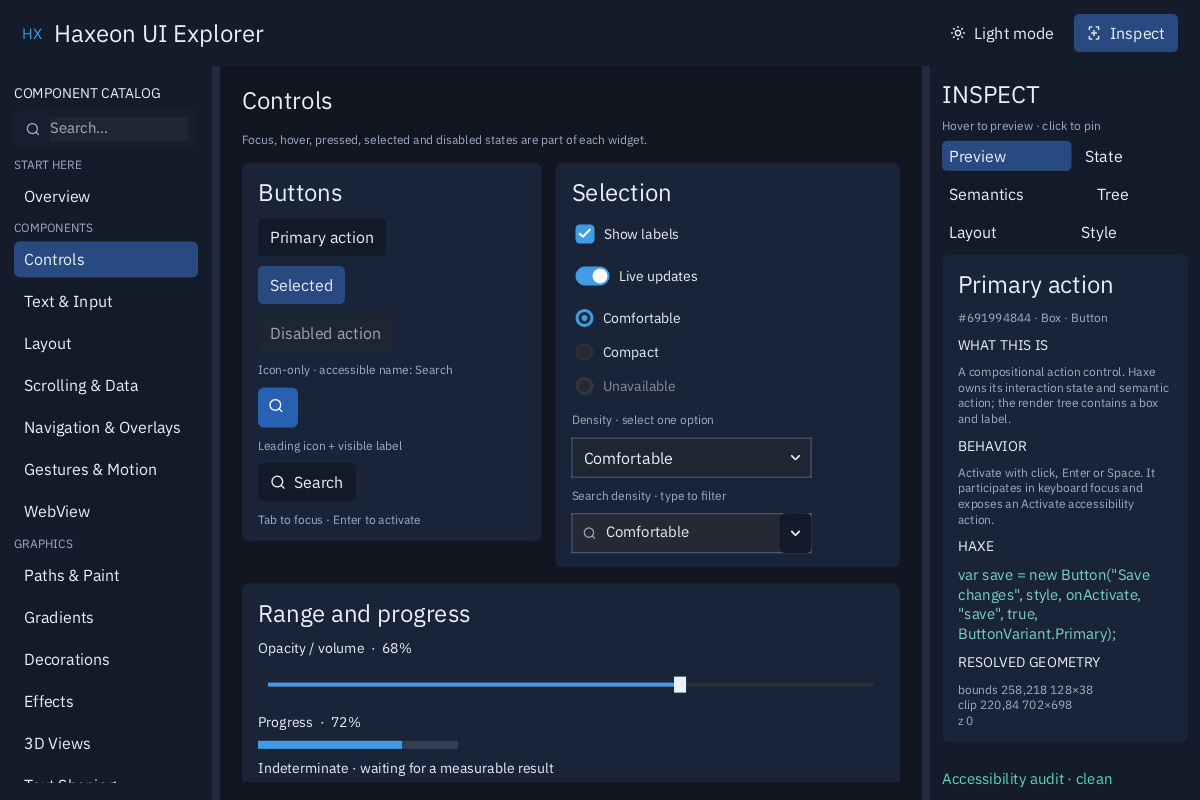 HX Haxeon UI Explorer
Light mode
Inspect
COMPONENT CATALOG
Search...
START HERE
Overview
COMPONENTS
Controls
Text & Input
Layout
Scrolling & Data
Navigation & Overlays
Gestures & Motion
WebView
GRAPHICS
Paths & Paint
Gradients
Decorations
Effects
3D Views
Controls
Focus, hover, pressed, selected and disabled states are part of each widget.
Buttons
Primary action
Selected
Disabled action
Icon-only · accessible name: Search
Leading icon + visible label
Search
Tab to focus · Enter to activate
Selection
Show labels
Live updates
Comfortable
Compact
Unavailable
Density · select one option
Comfortable
Search density · type to filter
Comfortable
Range and progress
Opacity / volume · 68%
Progress · 72%
Indeterminate · waiting for a measurable result
INSPECT
Hover to preview · click to pin
Preview
State
Semantics
Tree
Layout
Style
Primary action
#691994844 · Box · Button
WHAT THIS IS
A compositional action control. Haxe
owns its interaction state and semantic
action; the render tree contains a box
and label.
BEHAVIOR
Activate with click, Enter or Space. It
participates in keyboard focus and
exposes an Activate accessibility
action.
HAXE
var save = new Button("Save
changes", style, onActivate,
"save", true,
ButtonVariant.Primary);
RESOLVED GEOMETRY
bounds 258,218 128×38
clip 220,84 702×698
z 0
Accessibility audit · clean